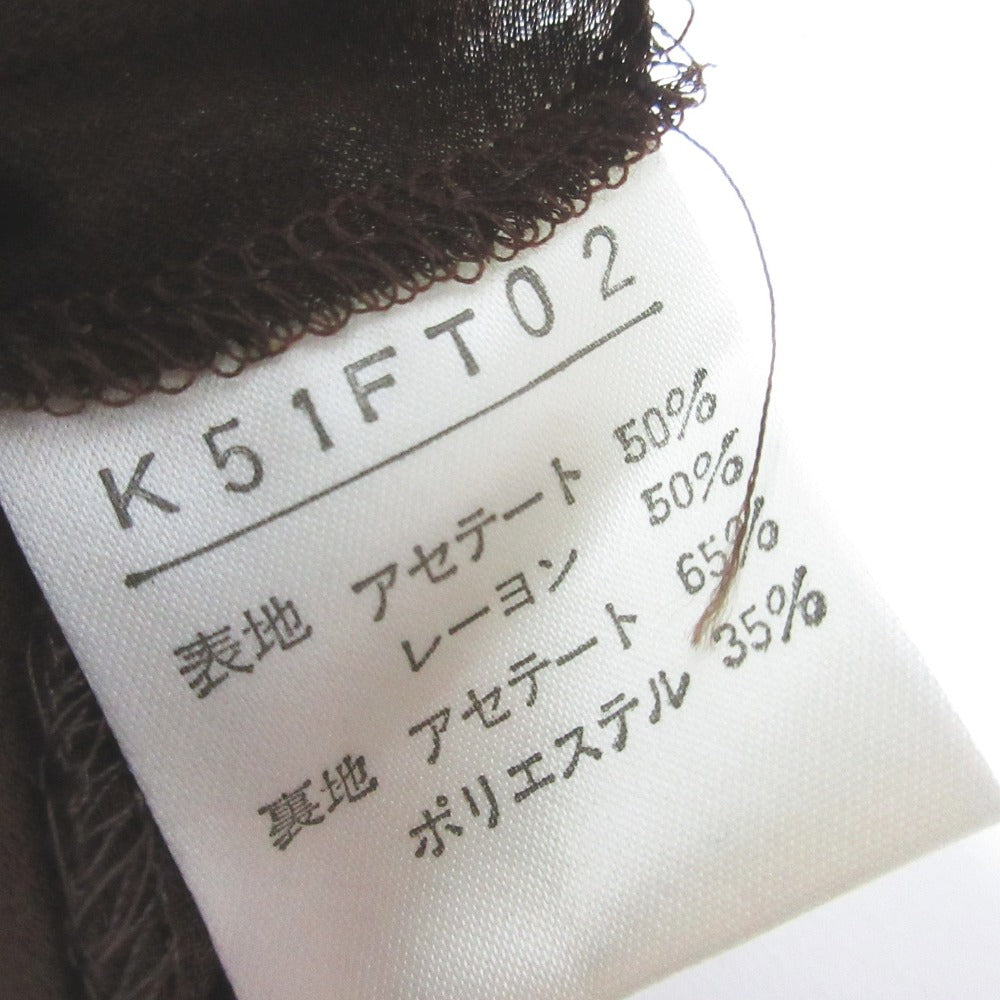 K51FT02
表地 アセテート 50%
レーヨン 50%
裏地 アセテート 65%
ポリエステル 35%